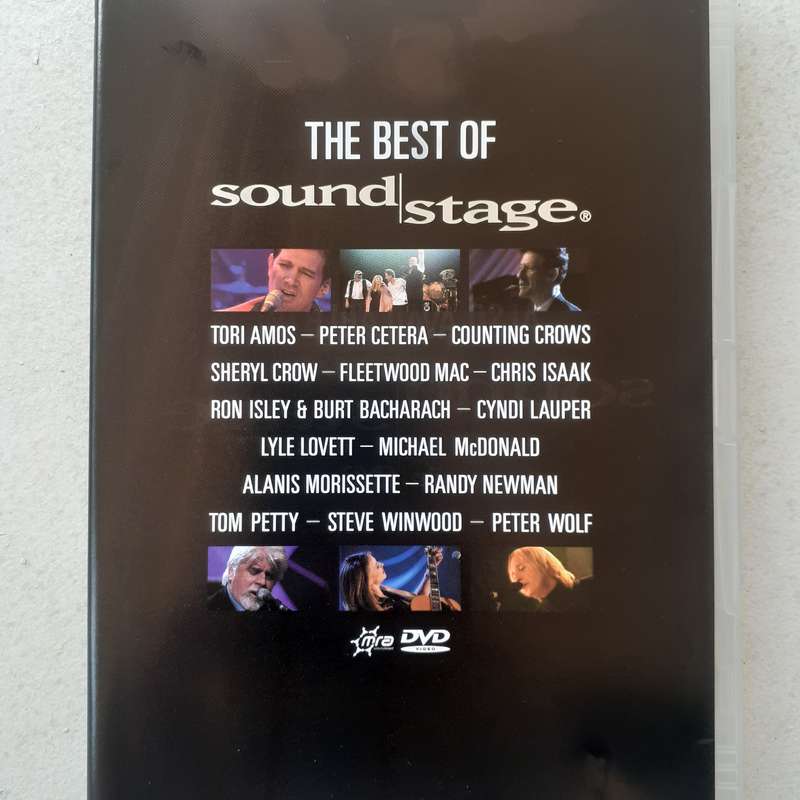 THE BEST OF
sound|stage®
TORI AMOS – PETER CETERA – COUNTING CROWS
SHERYL CROW – FLEETWOOD MAC – CHRIS ISAAK
RON ISLEY & BURT BACHARACH – CYNDI LAUPER
LYLE LOVETT – MICHAEL McDONALD
ALANIS MORISSETTE – RANDY NEWMAN
TOM PETTY – STEVE WINWOOD – PETER WOLF
mra DVD
VIDEO